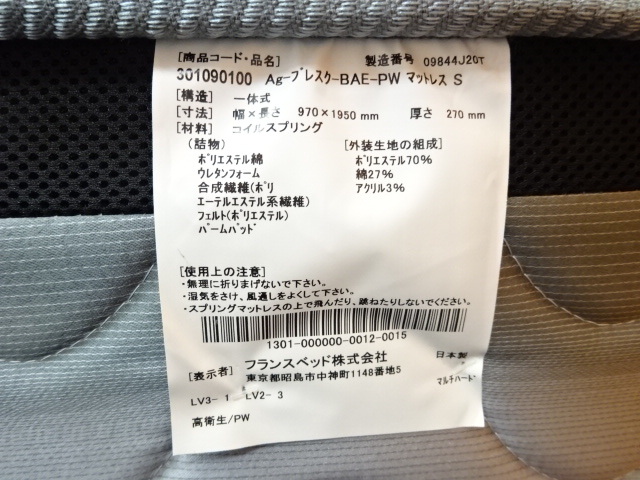 [商品コード・品名] 製造番号 09844J20T
301090100 Ag-ブレスク-BAE-PW マットレス S
[構造] 一体式
[寸法] 幅×長さ 970×1950mm 厚さ 270mm
[材料] コイルスプリング
(詰物)
ポリエステル綿
ウレタンフォーム
合成繊維(ポリ
エーテルエステル系繊維)
フェルト(ポリエステル)
パームパッド
[外装生地の組成]
ポリエステル70%
綿27%
アクリル3%
[使用上の注意]
・無理に折りまげないで下さい。
・湿気をさけ、風通しをよくして下さい。
・スプリングマットレスの上で飛んだり、跳ねたりしないでください。
1301-000000-0012-0015
[表示者] フランスベッド株式会社 日本製
東京都昭島市中神町1148番地5
マルチハード
LV3- 1 LV2- 3
高衛生/PW